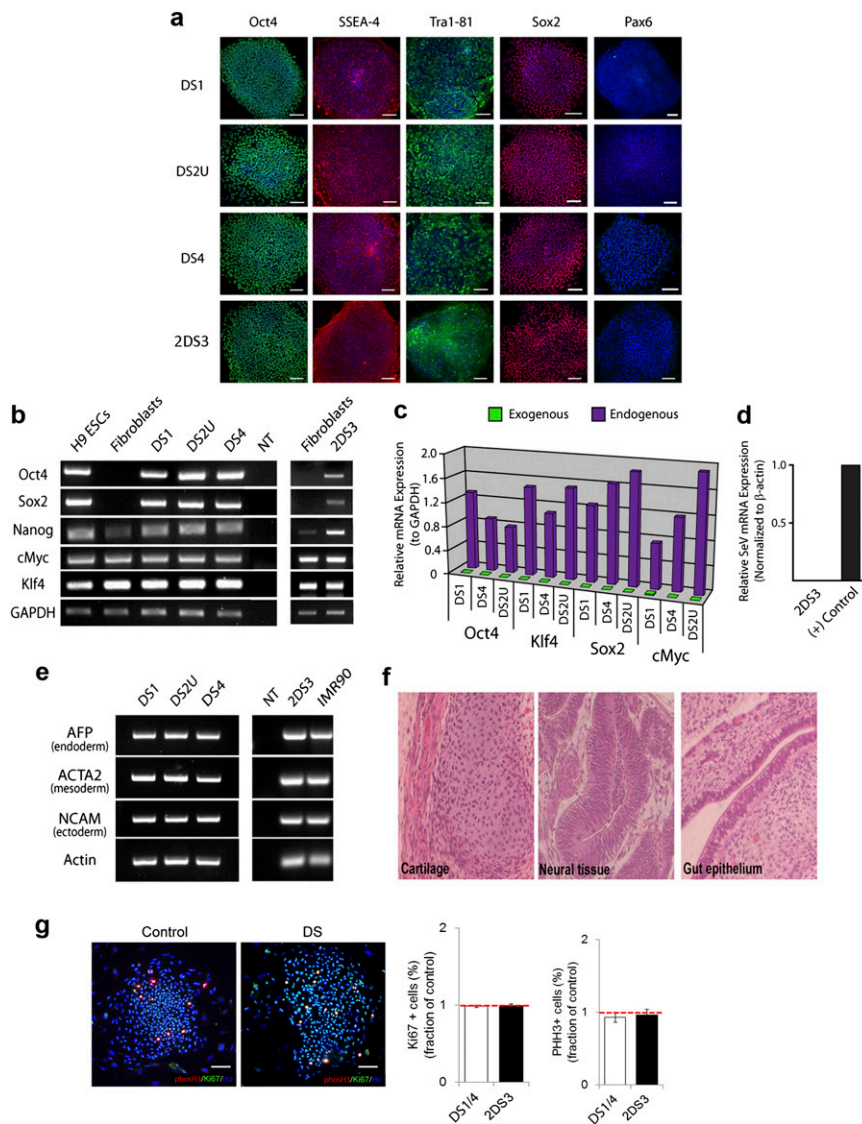 a
Oct4 SSEA-4 Tra1-81 Sox2 Pax6
DS1
DS2U
DS4
2DS3
b
H9 ESCs Fibroblasts DS1 DS2U DS4 NT Fibroblasts 2DS3
Oct4
Sox2
Nanog
cMyc
Klf4
GAPDH
c
Exogenous Endogenous
Relative mRNA Expression
(to GAPDH)
2.0
1.6
1.2
0.8
0.4
0
DS1 DS4 DS2U DS1 DS4 DS2U DS1 DS4 DS2U DS1 DS4 DS2U
Oct4 Klf4 Sox2 cMyc
d
Relative SeV mRNA Expression
(Normalized to β-actin)
1.0
0.5
2DS3 (+) Control
e
DS1 DS2U DS4 NT 2DS3 IMR90
AFP
(endoderm)
ACTA2
(mesoderm)
NCAM
(ectoderm)
Actin
f
Cartilage Neural tissue Gut epithelium
g
Control DS
phosH3/Ki67/Ho phosH3/Ki67/Ho
Ki67 + cells (%)
(fraction of control)
2
1
0
DS1/4 2DS3
PHH3+ cells (%)
(fraction of control)
2
1
0
DS1/4 2DS3